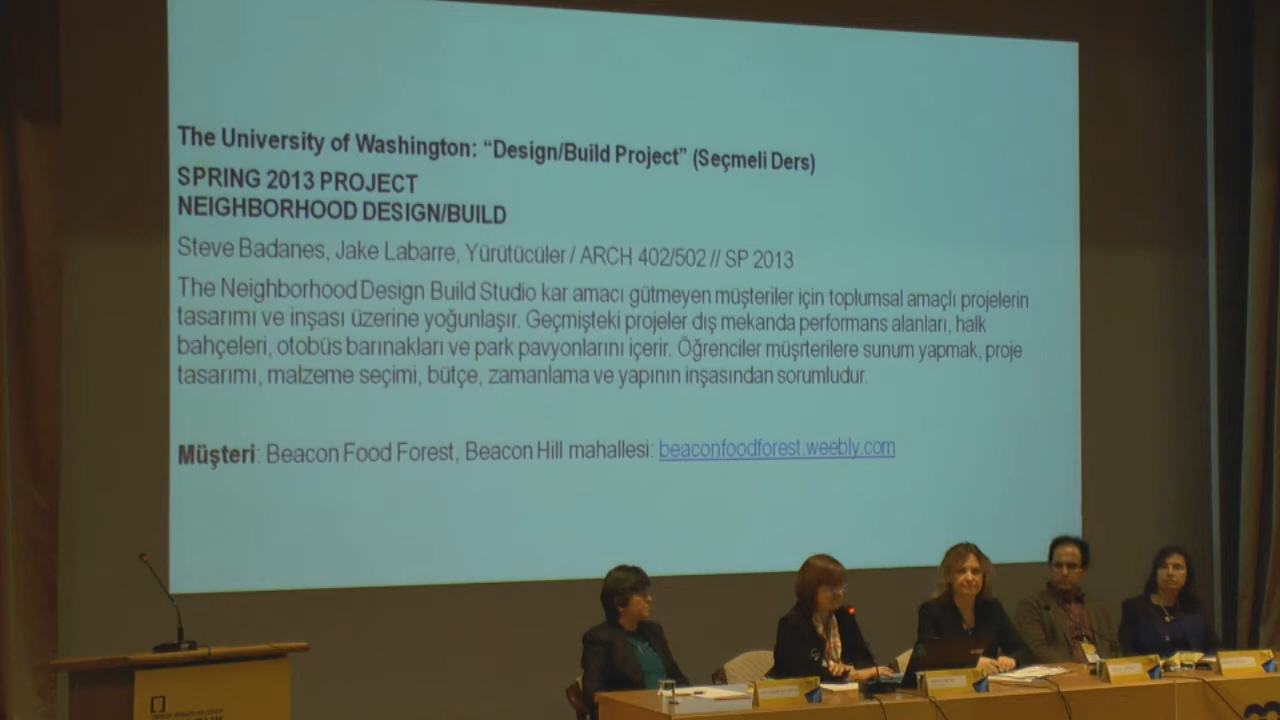 The University of Washington: “Design/Build Project” (Seçmeli Ders)
SPRING 2013 PROJECT
NEIGHBORHOOD DESIGN/BUILD
Steve Badanes, Jake Labarre, Yürütücüler / ARCH 402/502 // SP 2013
The Neighborhood Design Build Studio kar amacı gütmeyen müşteriler için toplumsal amaçlı projelerin
tasarımı ve inşası üzerine yoğunlaşır. Geçmişteki projeler dış mekanda performans alanları, halk
bahçeleri, otobüs barınakları ve park pavyonlarını içerir. Öğrenciler müşrterilere sunum yapmak, proje
tasarımı, malzeme seçimi, bütçe, zamanlama ve yapının inşasından sorumludur.
Müşteri: Beacon Food Forest, Beacon Hill mahallesi: beaconfoodforest.weebly.com